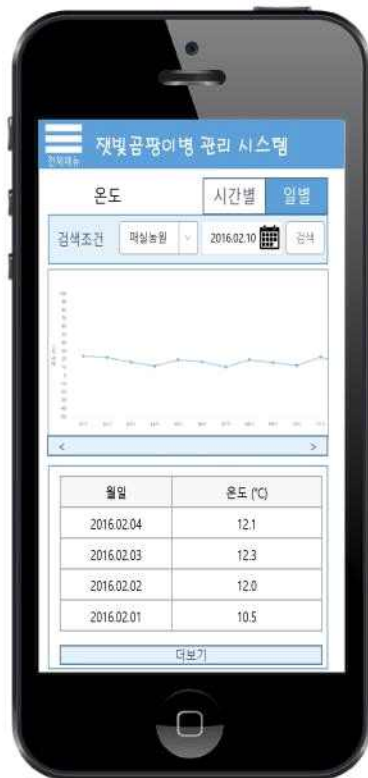 잿빛곰팡이병 관리 시스템
전체메뉴
온도 시간별 일별
검색조건 매실농원 2016.02.10 검색
< >
월일 온도 (℃)
2016.02.04 12.1
2016.02.03 12.3
2016.02.02 12.0
2016.02.01 10.5
더보기